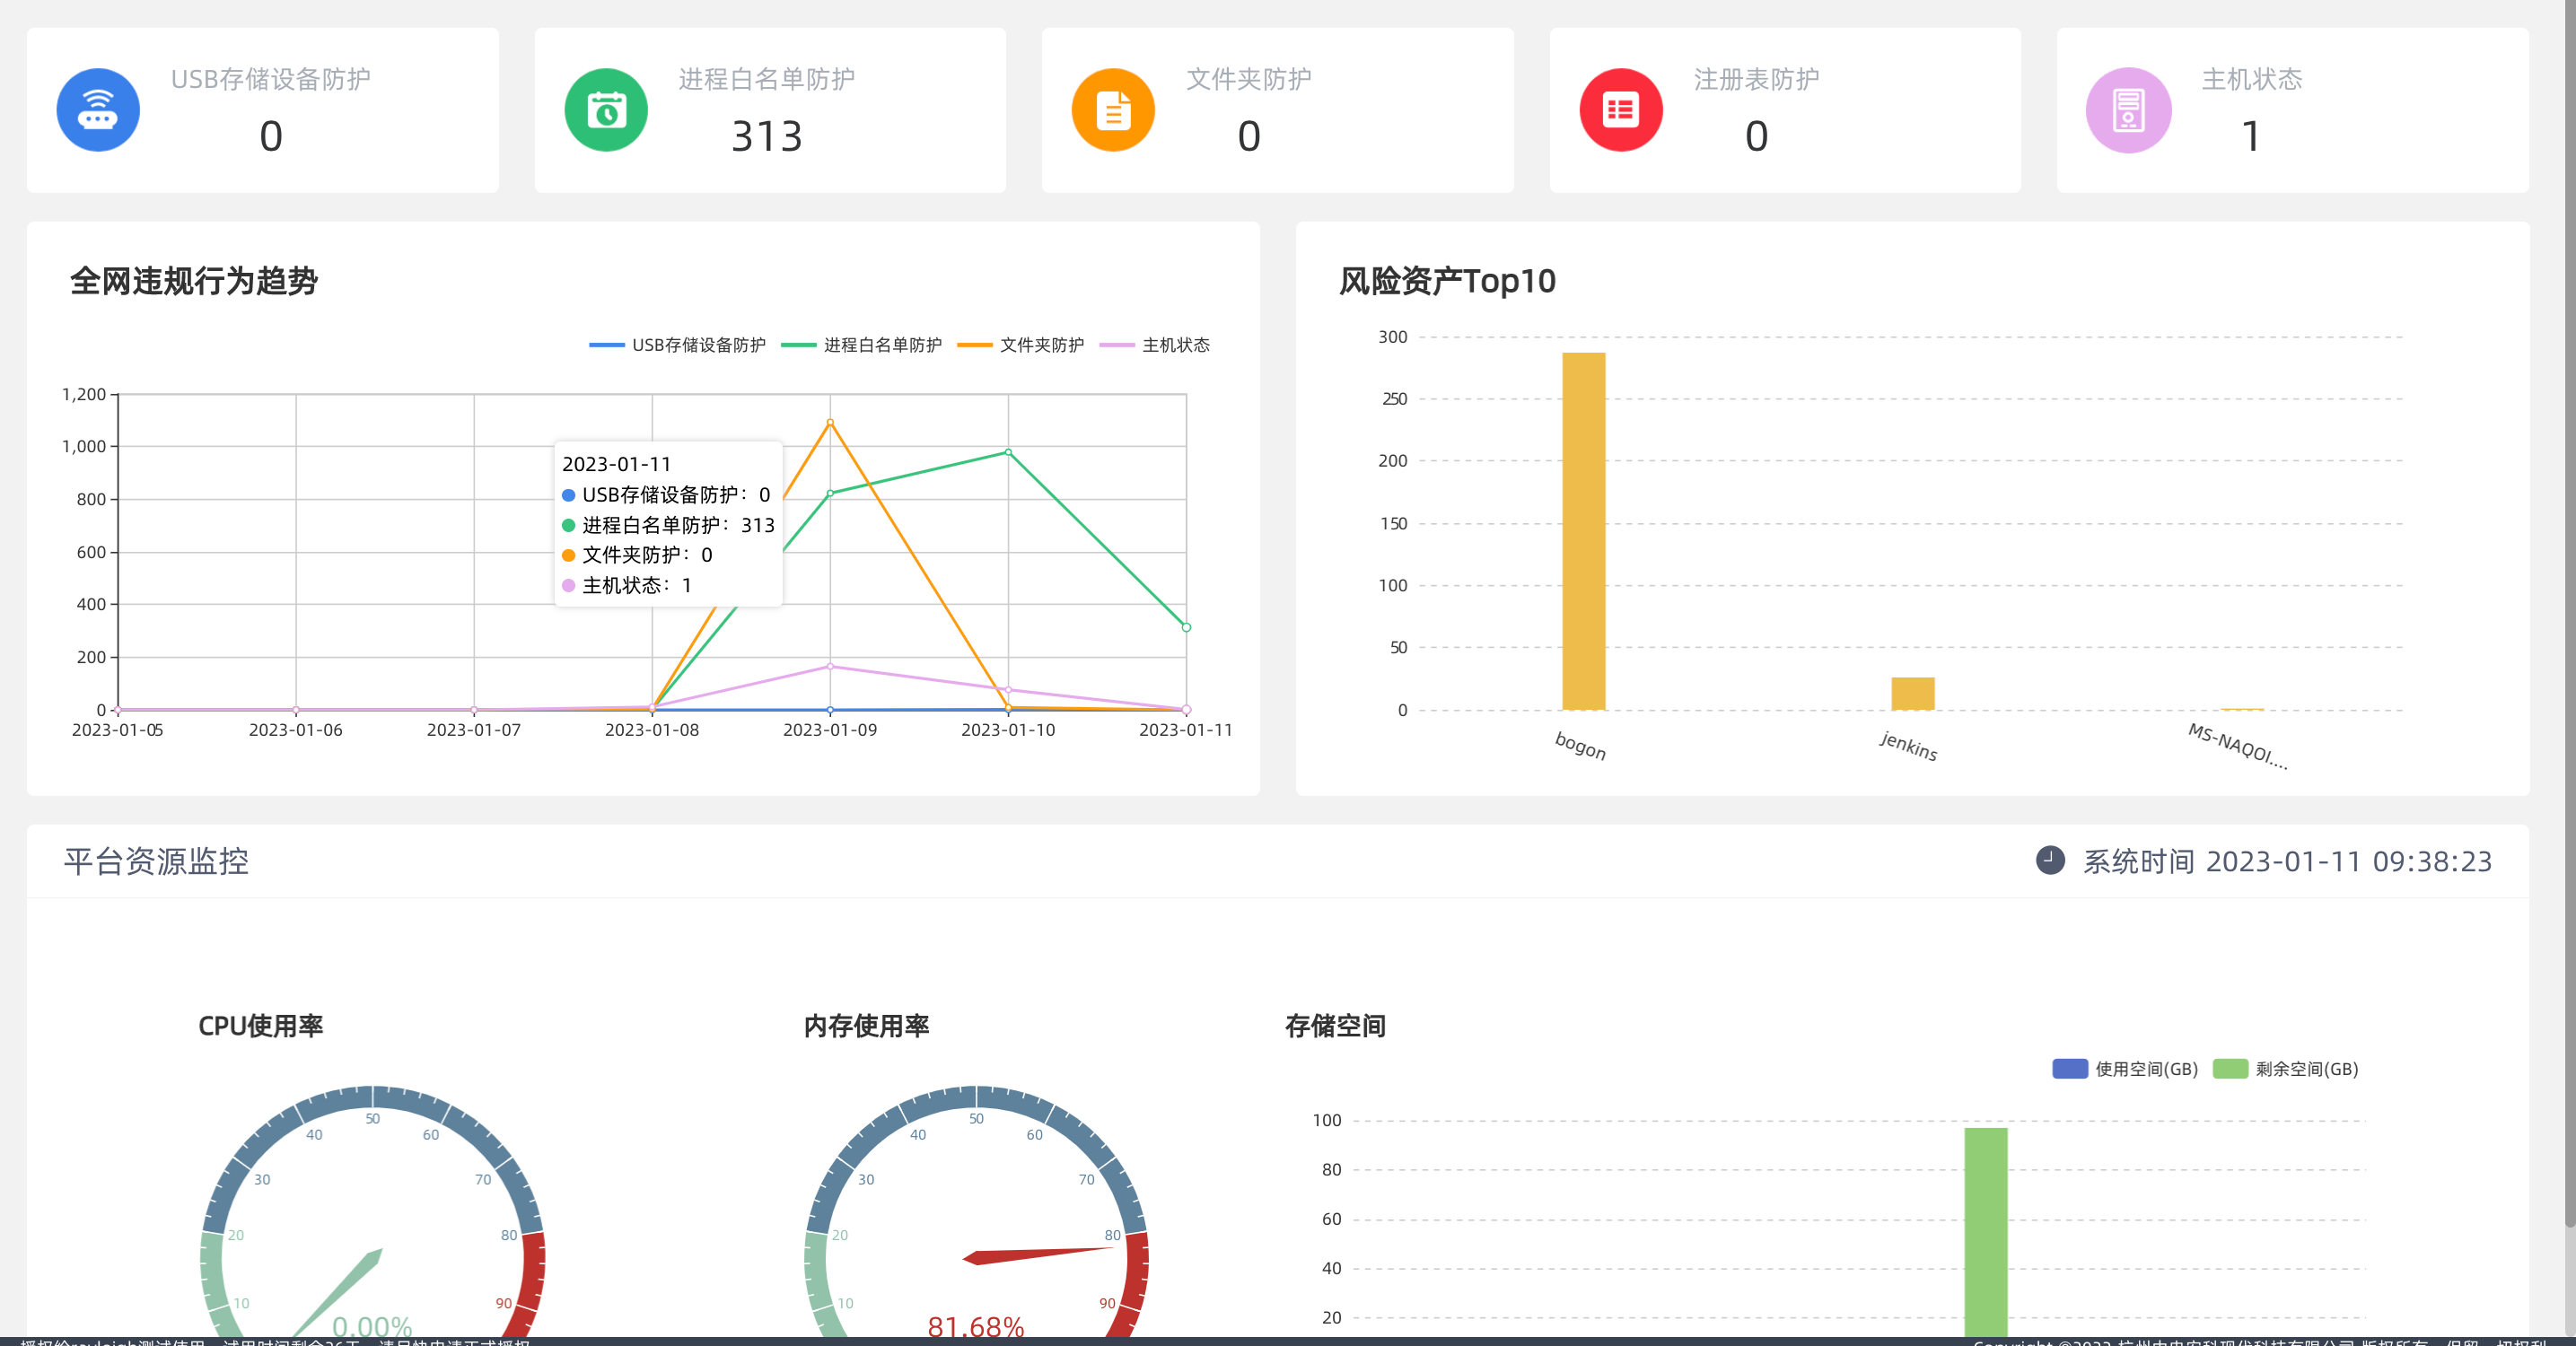 USB存储设备防护
0
进程白名单防护
313
文件夹防护
0
注册表防护
0
主机状态
1
全网违规行为趋势
USB存储设备防护 进程白名单防护 文件夹防护 主机状态
1,200
1,000
800
600
400
200
0
2023-01-05 2023-01-06 2023-01-07 2023-01-08 2023-01-09 2023-01-10 2023-01-11
2023-01-11
USB存储设备防护： 0
进程白名单防护： 313
文件夹防护： 0
主机状态： 1
风险资产Top10
300
250
200
150
100
50
0
bogon jenkins MS-NAQOI....
平台资源监控
系统时间 2023-01-11 09:38:23
CPU使用率
10
20
30
40
50
60
70
80
90
0.00%
内存使用率
10
20
30
40
50
60
70
80
90
81.68%
存储空间
使用空间(GB) 剩余空间(GB)
100
80
60
40
20